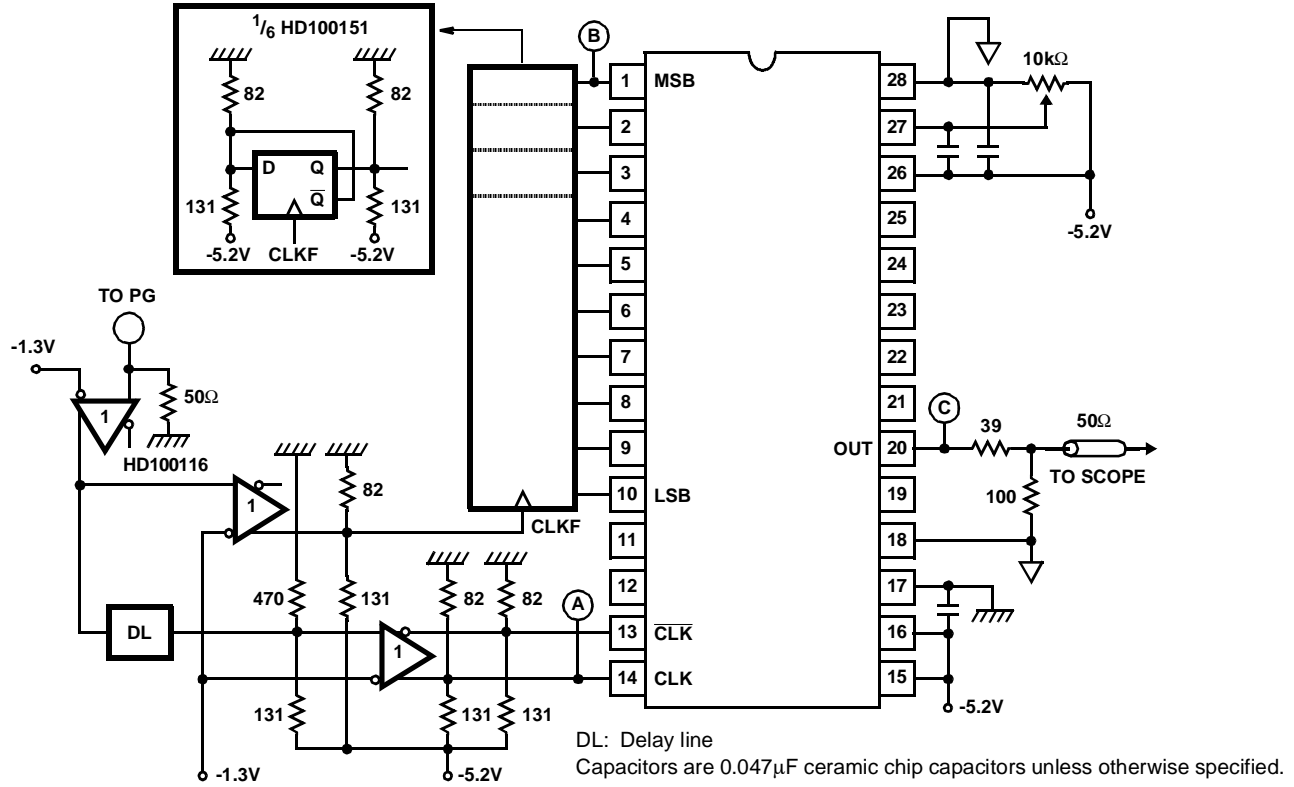 1/6 HD100151
82
82
D
Q
Q̅
131
131
-5.2V
CLKF
-5.2V
B
1
MSB
2
3
4
5
6
7
8
9
10
LSB
11
12
13
C̅L̅K̅
14
CLK
28
27
26
25
24
23
22
21
OUT
20
19
18
17
16
15
10kΩ
-5.2V
C
39
50Ω
TO SCOPE
100
-5.2V
TO PG
-1.3V
50Ω
1
HD100116
1
82
CLKF
470
131
82
82
A
DL
1
131
131
131
-1.3V
-5.2V
DL: Delay line
Capacitors are 0.047µF ceramic chip capacitors unless otherwise specified.